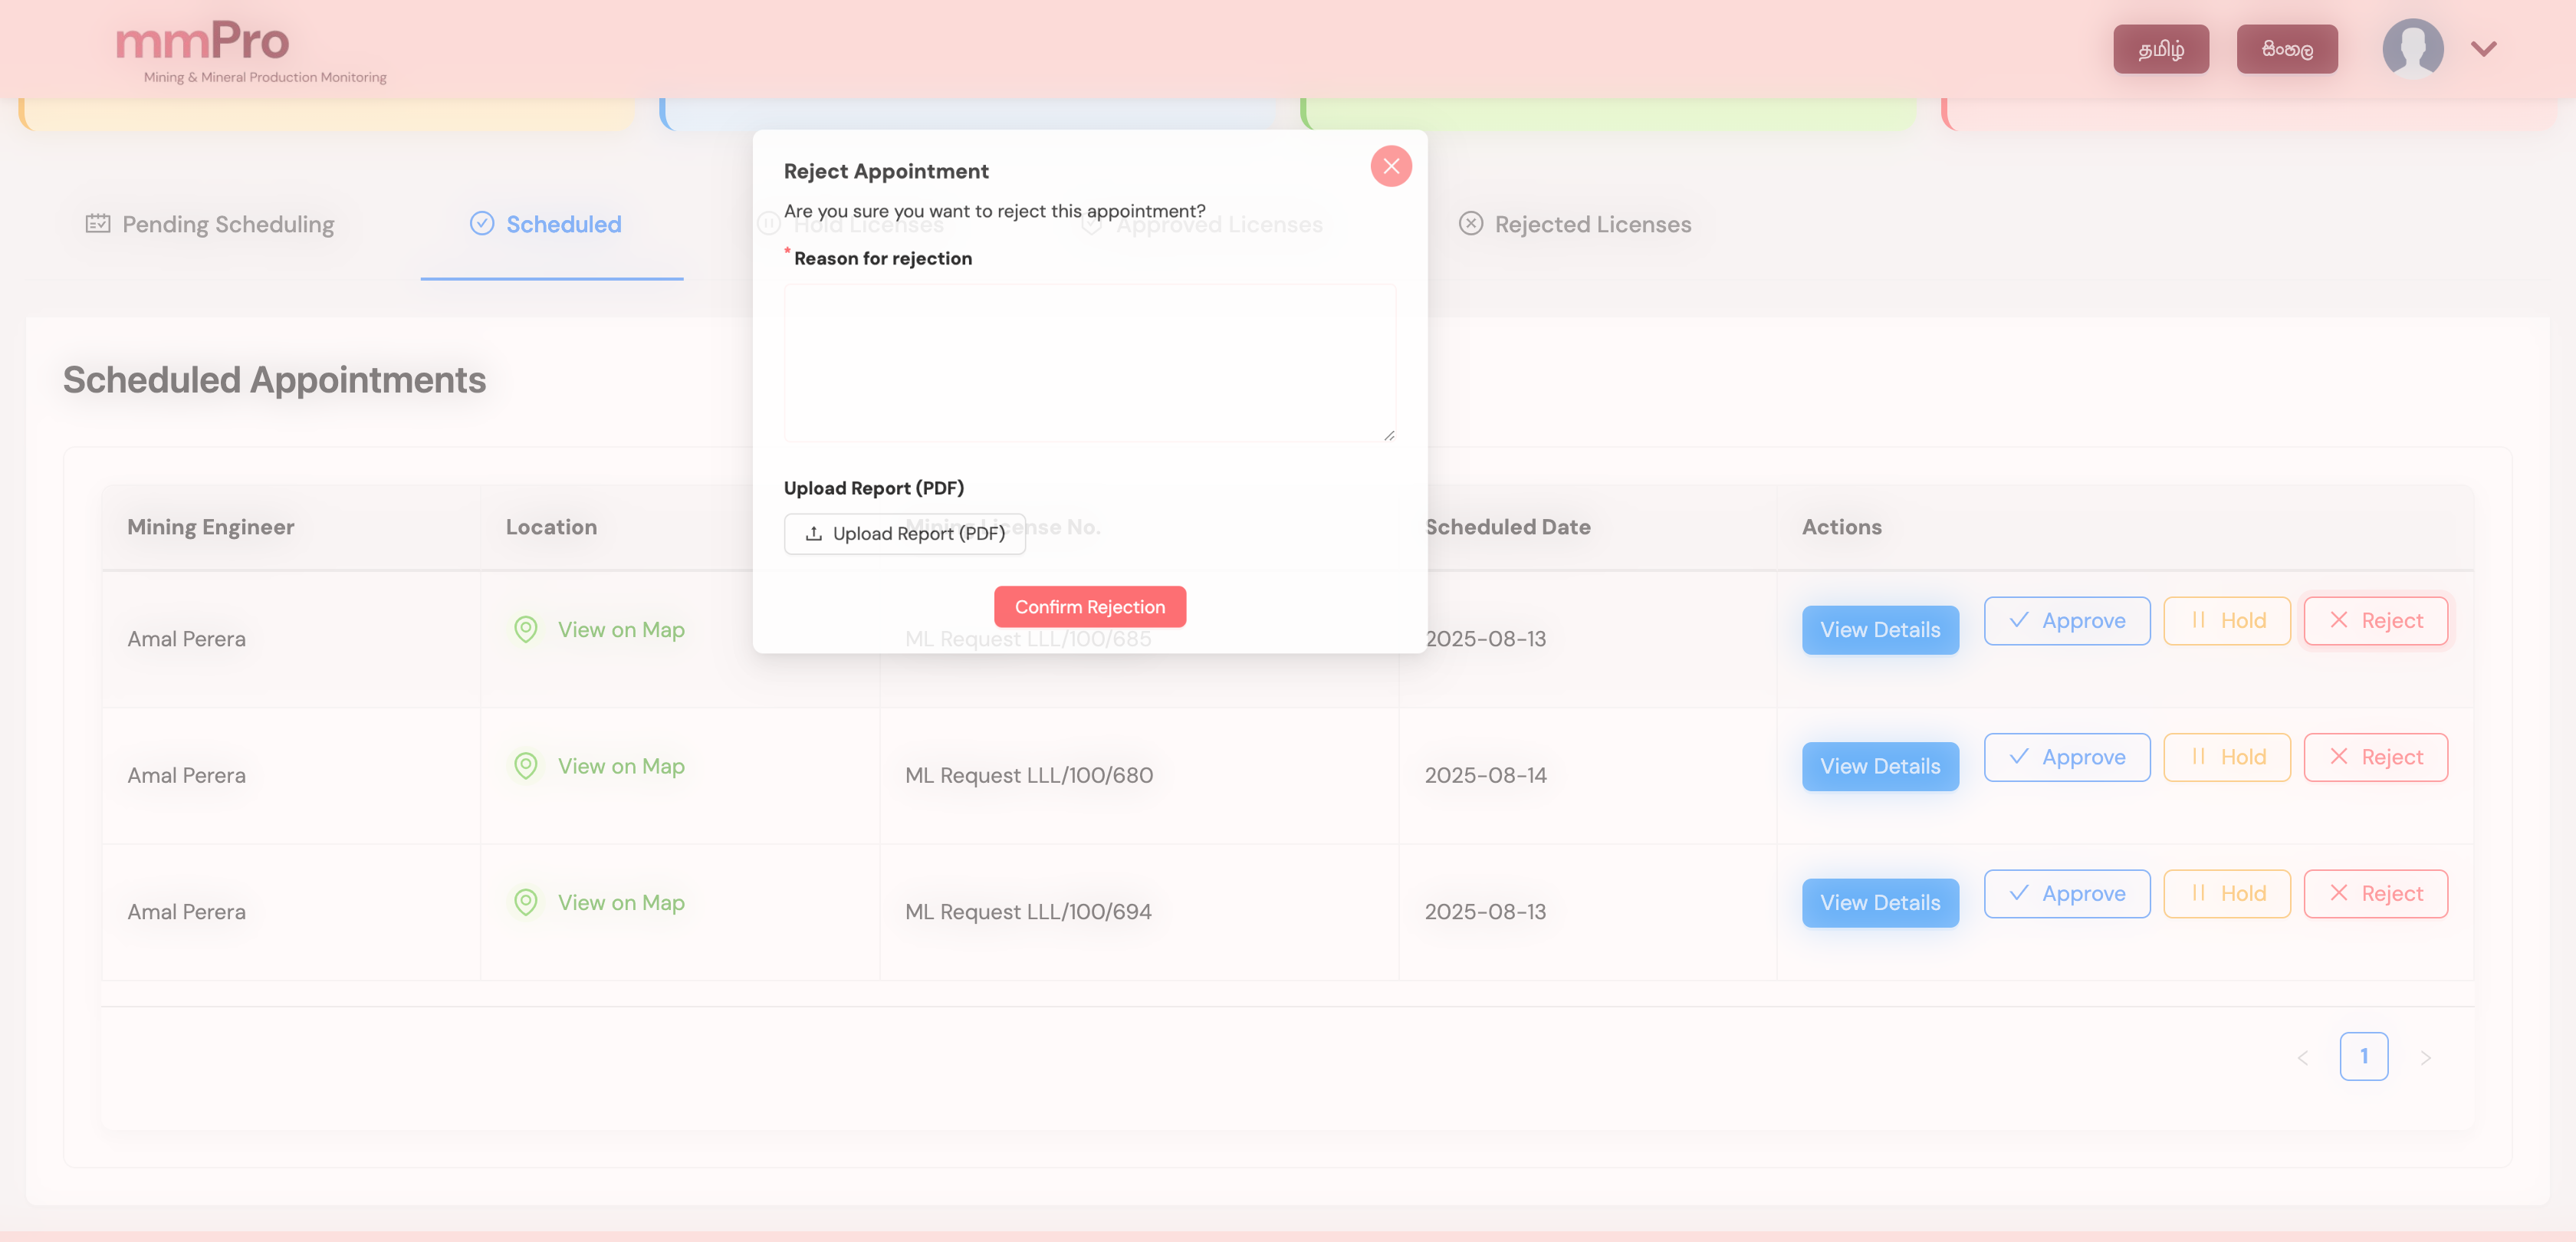 mmPro
Mining & Mineral Production Monitoring
தமிழ்
සිංහල
Pending Scheduling
Scheduled
Hold Licenses
Approved Licenses
Rejected Licenses
Reject Appointment
Are you sure you want to reject this appointment?
* Reason for rejection
Upload Report (PDF)
Upload Report (PDF)
Confirm Rejection
Scheduled Appointments
Mining Engineer
Location
Mining License No.
Scheduled Date
Actions
Amal Perera
View on Map
ML Request LLL/100/685
2025-08-13
View Details
Approve
Hold
Reject
Amal Perera
View on Map
ML Request LLL/100/680
2025-08-14
View Details
Approve
Hold
Reject
Amal Perera
View on Map
ML Request LLL/100/694
2025-08-13
View Details
Approve
Hold
Reject
1